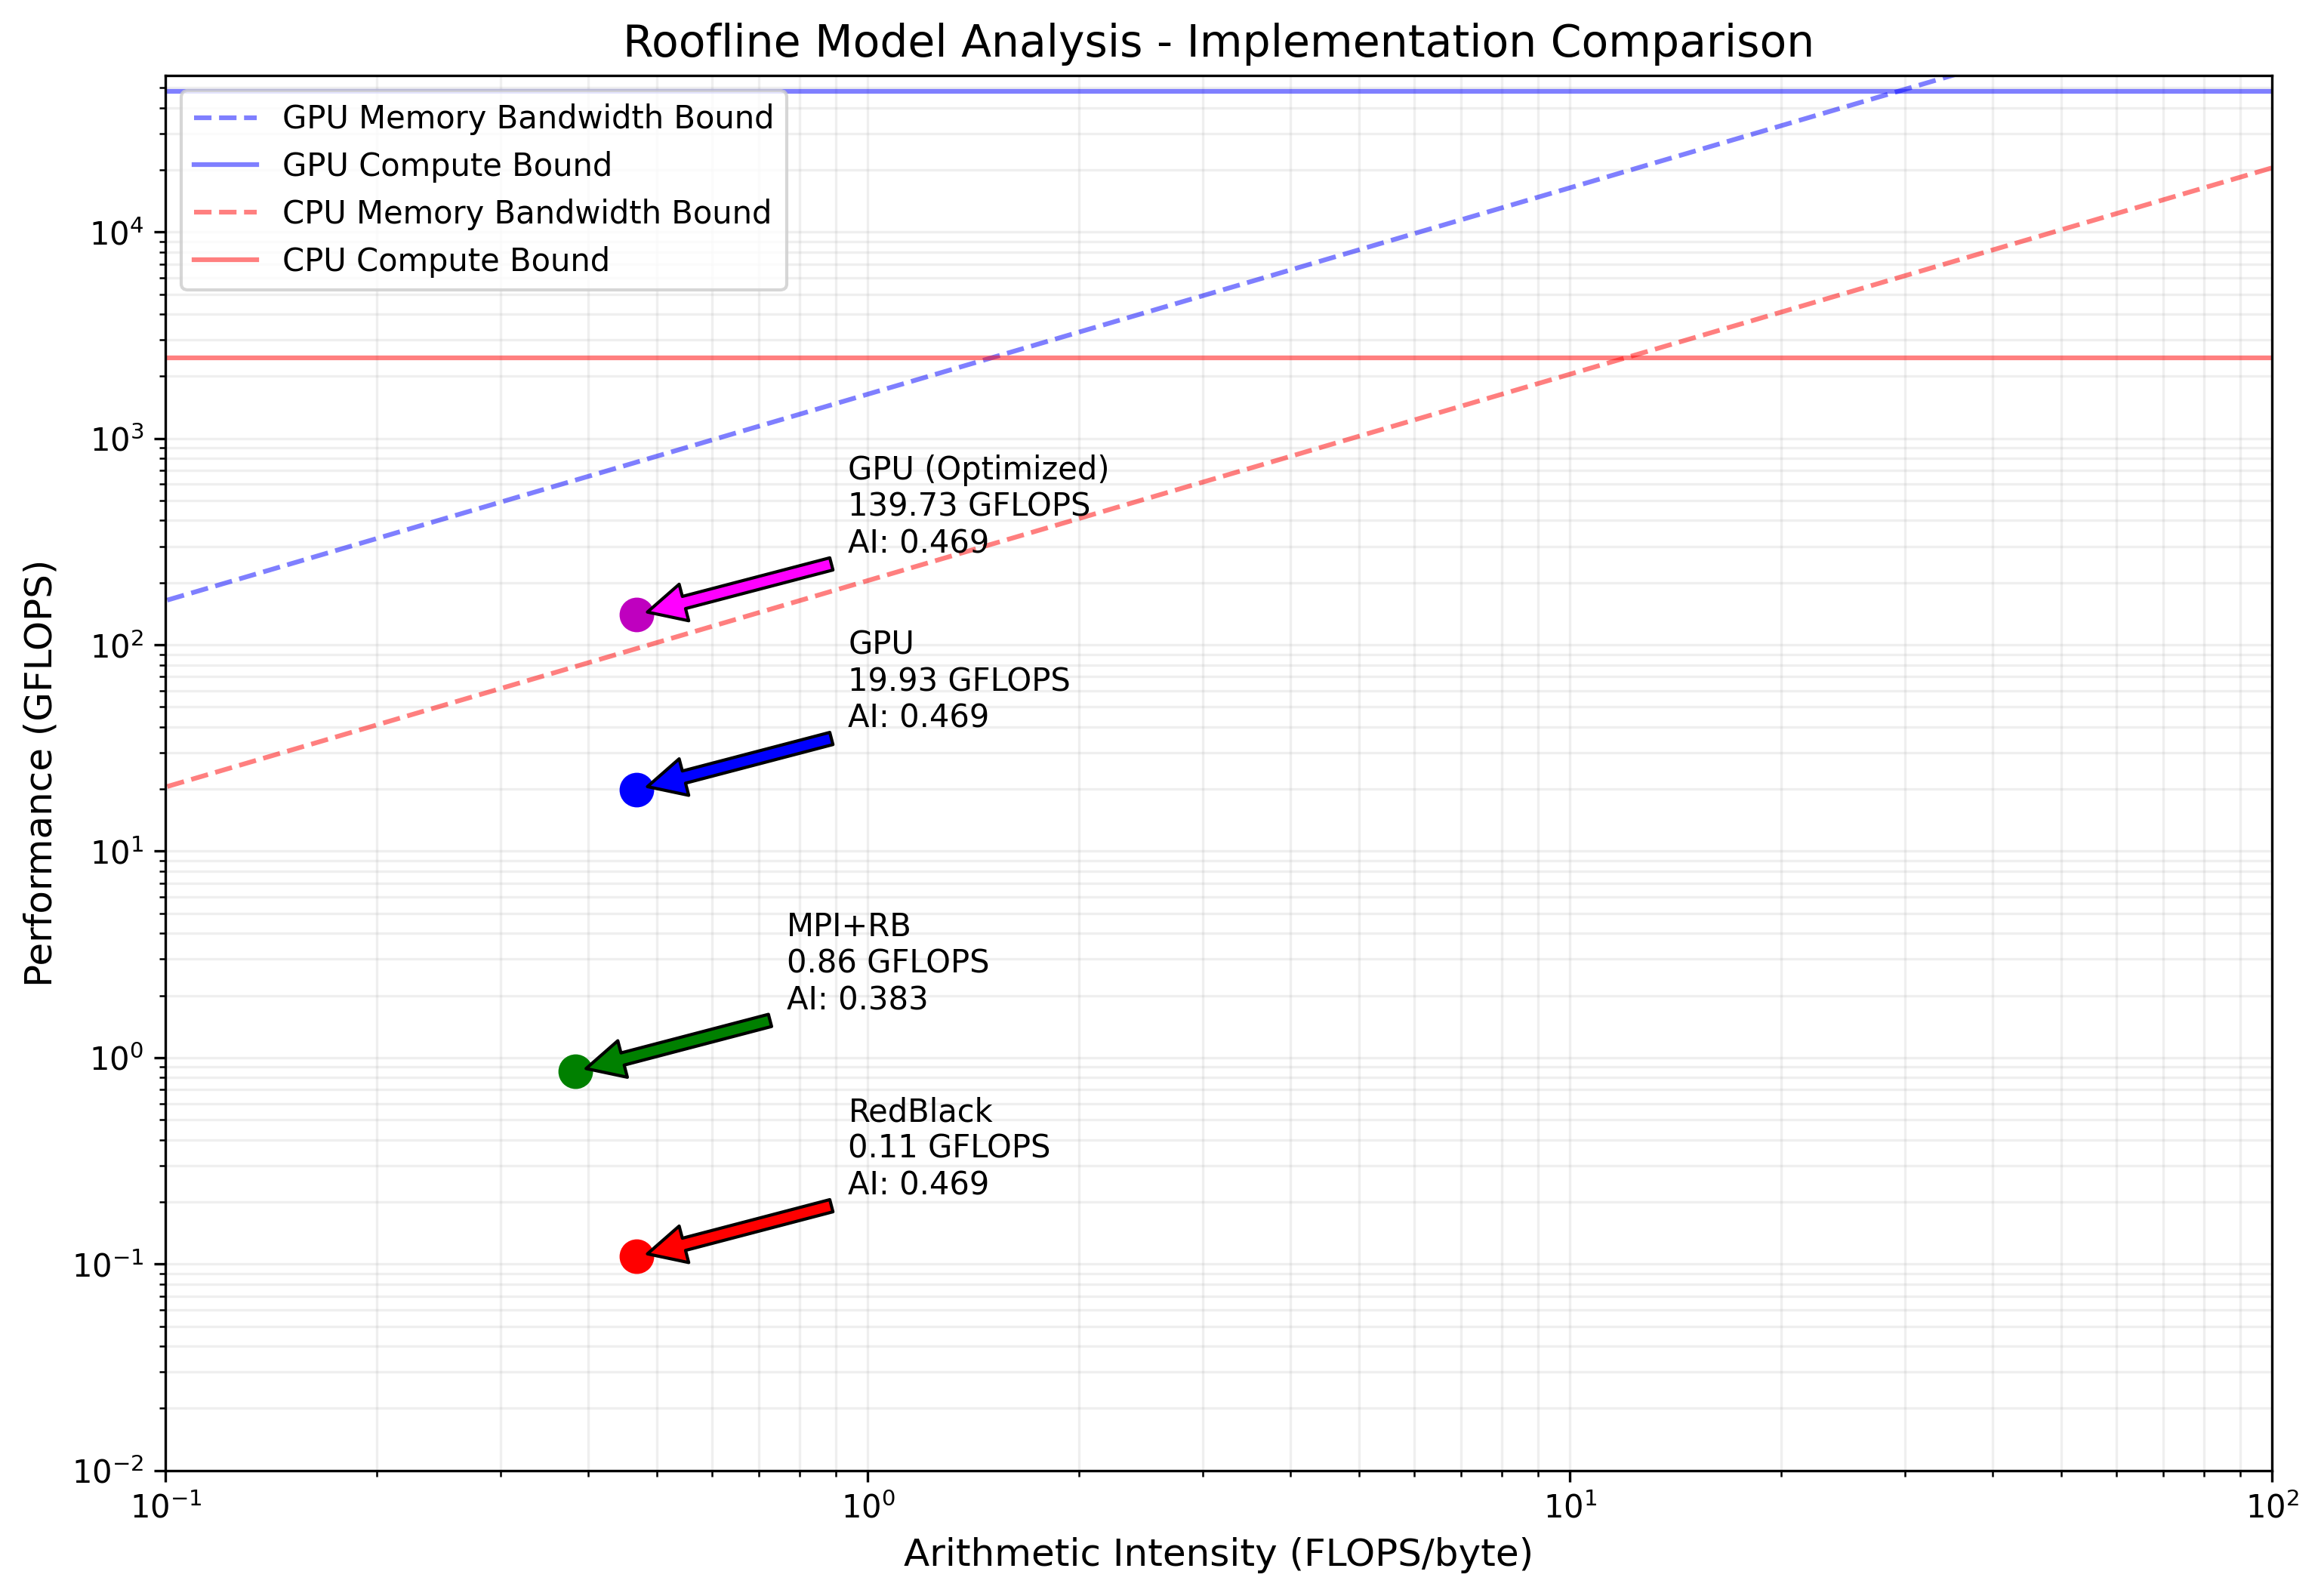 Roofline Model Analysis - Implementation Comparison
GPU Memory Bandwidth Bound
GPU Compute Bound
CPU Memory Bandwidth Bound
CPU Compute Bound
Performance (GFLOPS)
10⁴
10³
10²
10¹
10⁰
10⁻¹
10⁻²
GPU (Optimized)
139.73 GFLOPS
AI: 0.469
GPU
19.93 GFLOPS
AI: 0.469
MPI+RB
0.86 GFLOPS
AI: 0.383
RedBlack
0.11 GFLOPS
AI: 0.469
10⁻¹ 10⁰ 10¹ 10²
Arithmetic Intensity (FLOPS/byte)